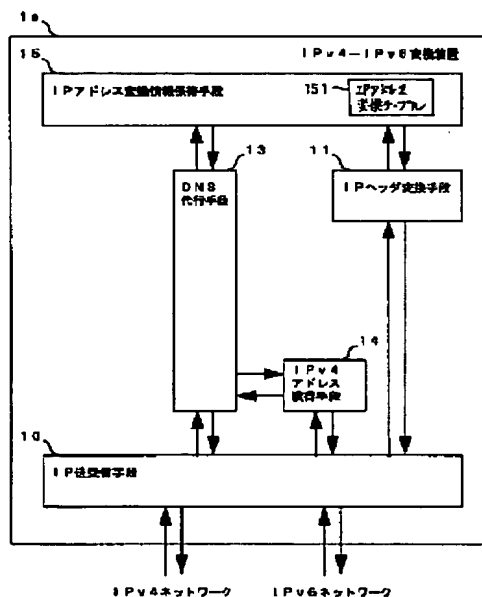 1a
IPv4－IPv6変換装置
15
IPアドレス変換情報保持手段
151
IPアドレス
変換テーブル
13
11
DNS
代行手段
IPヘッダ変換手段
14
IPv4
アドレス
取得手段
10
IP送受信手段
IPv4ネットワーク
IPv6ネットワーク